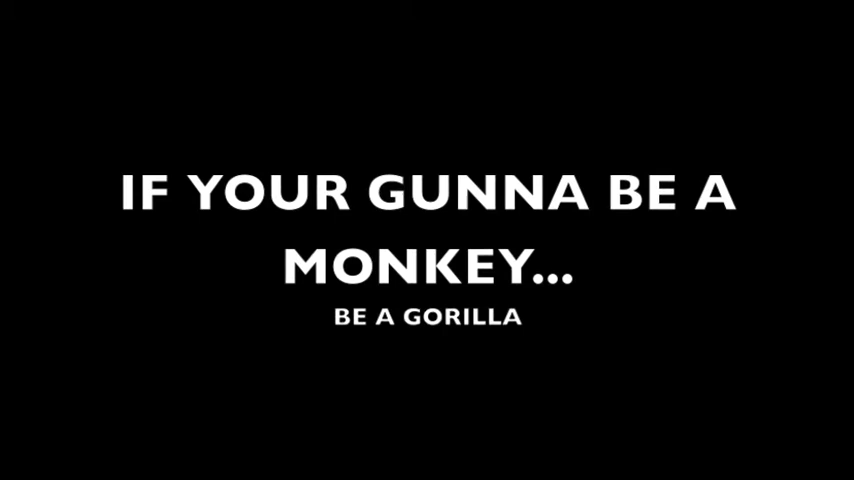 IF YOUR GUNNA BE A
MONKEY...
BE A GORILLA